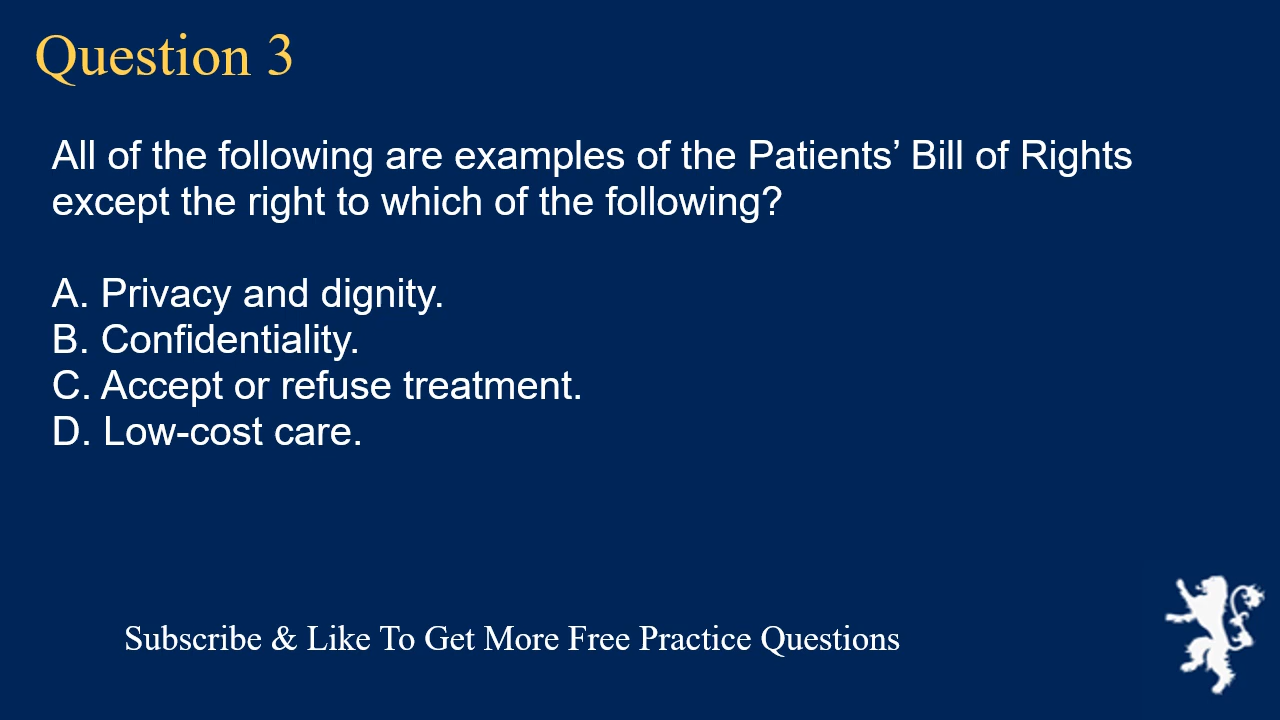 Question 3
All of the following are examples of the Patients’ Bill of Rights
except the right to which of the following?
A. Privacy and dignity.
B. Confidentiality.
C. Accept or refuse treatment.
D. Low-cost care.
Subscribe & Like To Get More Free Practice Questions